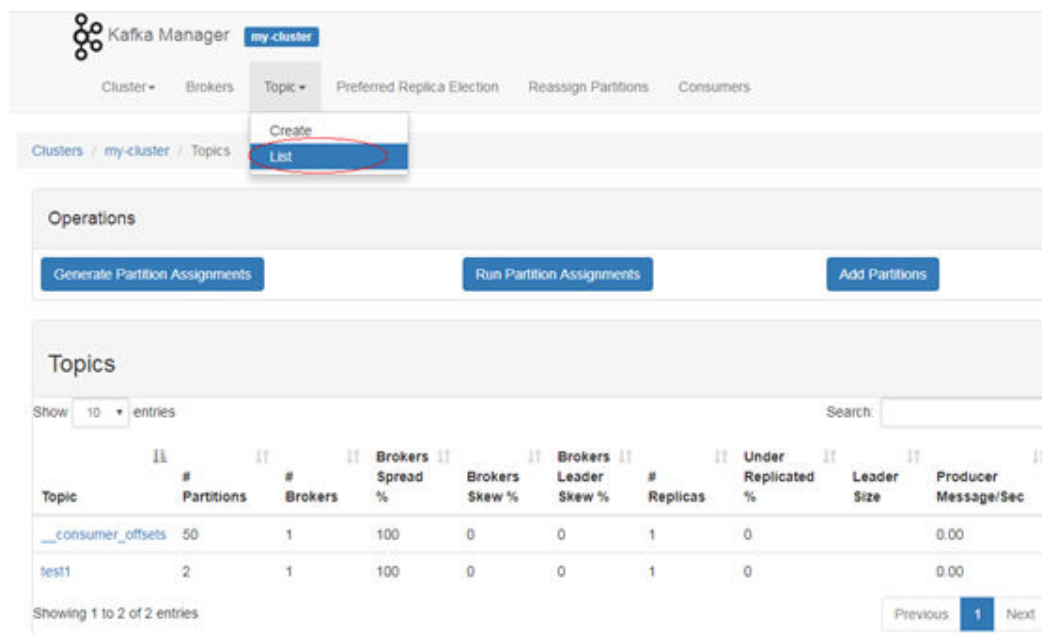 Kafka Manager my-cluster
Cluster Brokers Topic Preferred Replica Election Reassign Partitions Consumers
Create
List
Clusters / my-cluster / Topics
Operations
Generate Partition Assignments Run Partition Assignments Add Partitions
Topics
Show 10 entries Search:
Topic # Partitions # Brokers Brokers Spread % Brokers Skew % Brokers Leader Skew % # Replicas Under Replicated % Leader Size Producer Message/Sec
__consumer_offsets 50 1 100 0 0 1 0 0.00
test1 2 1 100 0 0 1 0 0.00
Showing 1 to 2 of 2 entries Previous 1 Next